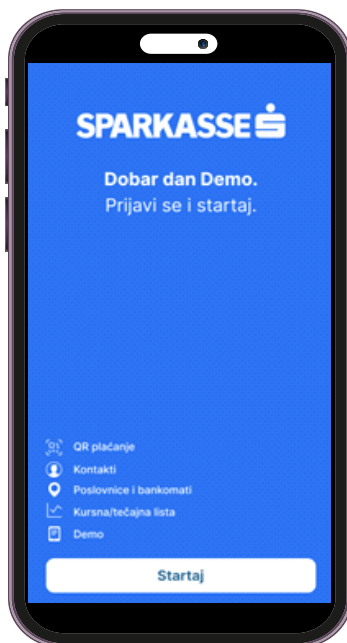 SPARKASSE
Dobar dan Demo.
Prijavi se i startaj.
QR plaćanje
Kontakti
Poslovnice i bankomati
Kursna/tečajna lista
Demo
Startaj